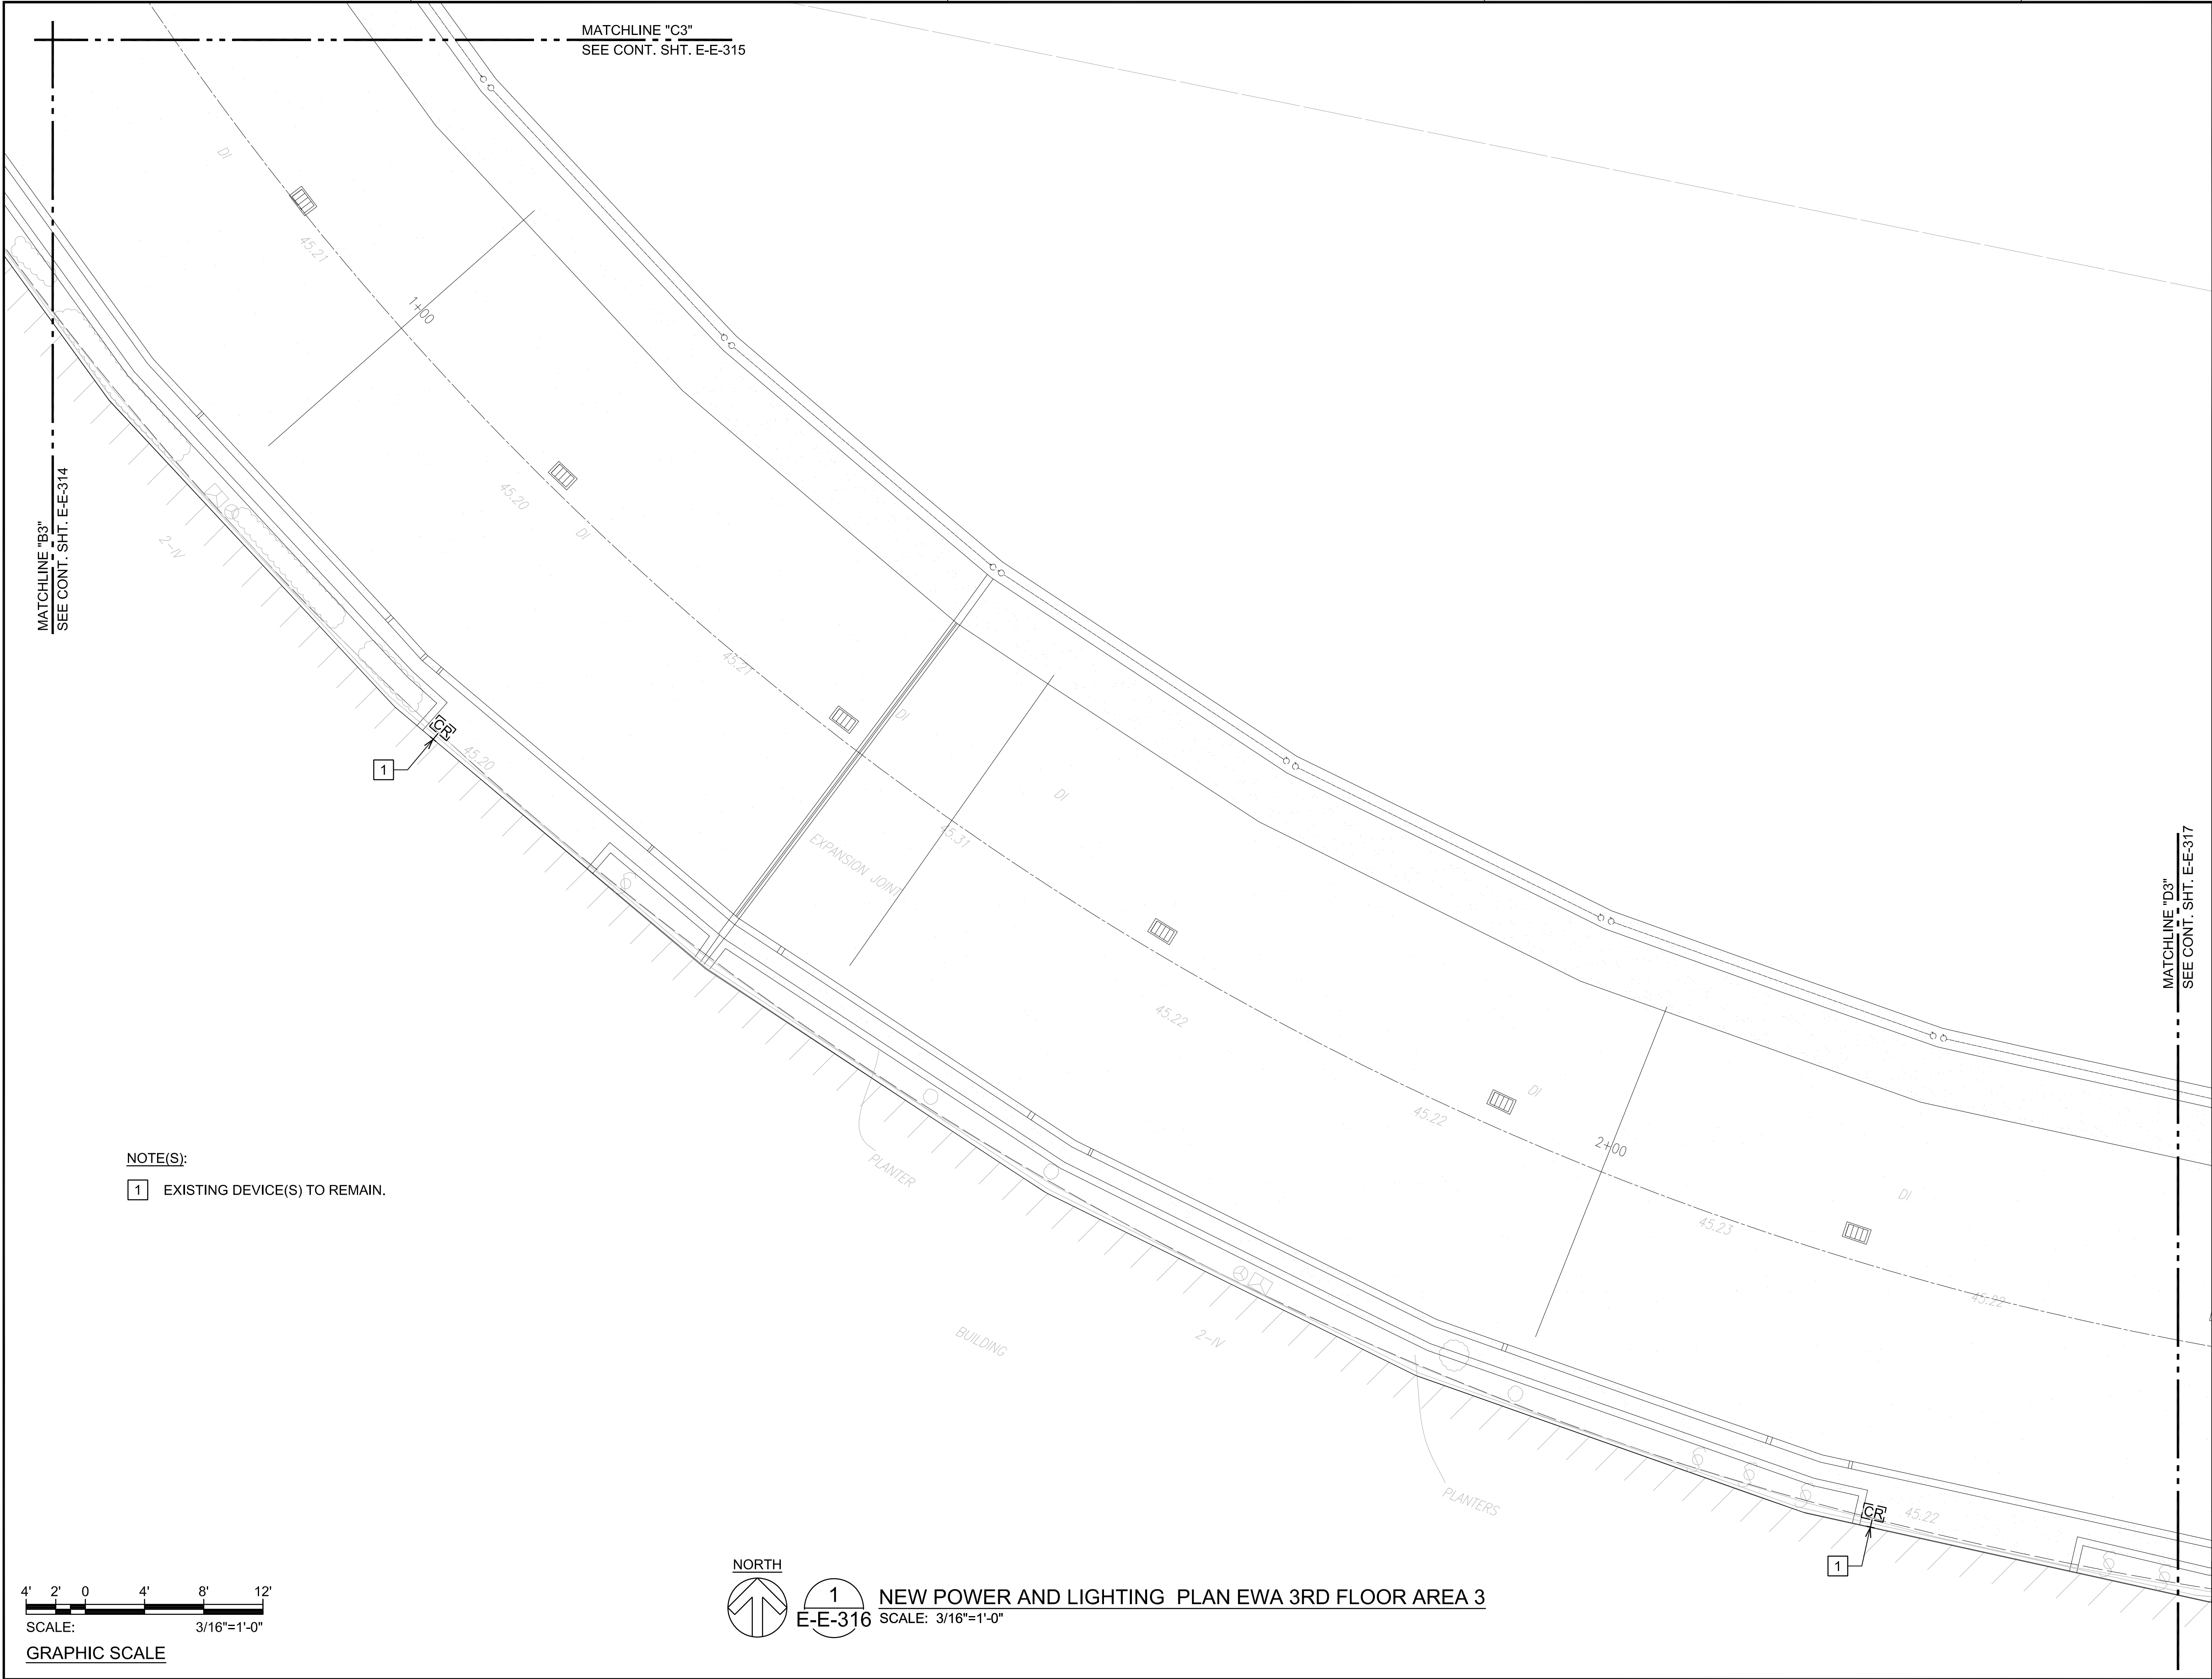 MATCHLINE "C3"
SEE CONT. SHT. E-E-315
DI
45.21
1+00
MATCHLINE "B3"
SEE CONT. SHT. E-E-314
45.20
DI
2-IV
45.21
DI
CR
45.20
1
DI
45.31
EXPANSION JOINT
MATCHLINE "D3"
SEE CONT. SHT. E-E-317
45.22
DI
45.22
2+00
NOTE(S):
1 EXISTING DEVICE(S) TO REMAIN.
PLANTER
DI
45.23
45.22
BUILDING
2-IV
PLANTERS
CR
45.22
1
4' 2' 0 4' 8' 12'
SCALE: 3/16"=1'-0"
GRAPHIC SCALE
NORTH
1
E-E-316
NEW POWER AND LIGHTING PLAN EWA 3RD FLOOR AREA 3
SCALE: 3/16"=1'-0"